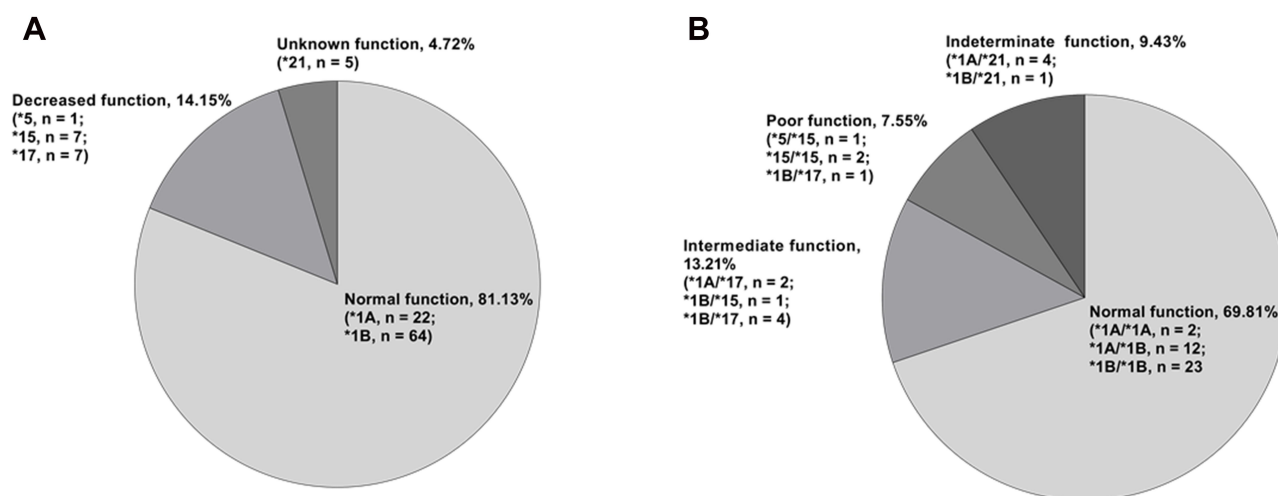 A
Unknown function, 4.72%
(*21, n = 5)
Decreased function, 14.15%
(*5, n = 1;
*15, n = 7;
*17, n = 7)
Normal function, 81.13%
(*1A, n = 22;
*1B, n = 64)
B
Indeterminate function, 9.43%
(*1A/*21, n = 4;
*1B/*21, n = 1)
Poor function, 7.55%
(*5/*15, n = 1;
*15/*15, n = 2;
*1B/*17, n = 1)
Intermediate function,
13.21%
(*1A/*17, n = 2;
*1B/*15, n = 1;
*1B/*17, n = 4)
Normal function, 69.81%
(*1A/*1A, n = 2;
*1A/*1B, n = 12;
*1B/*1B, n = 23